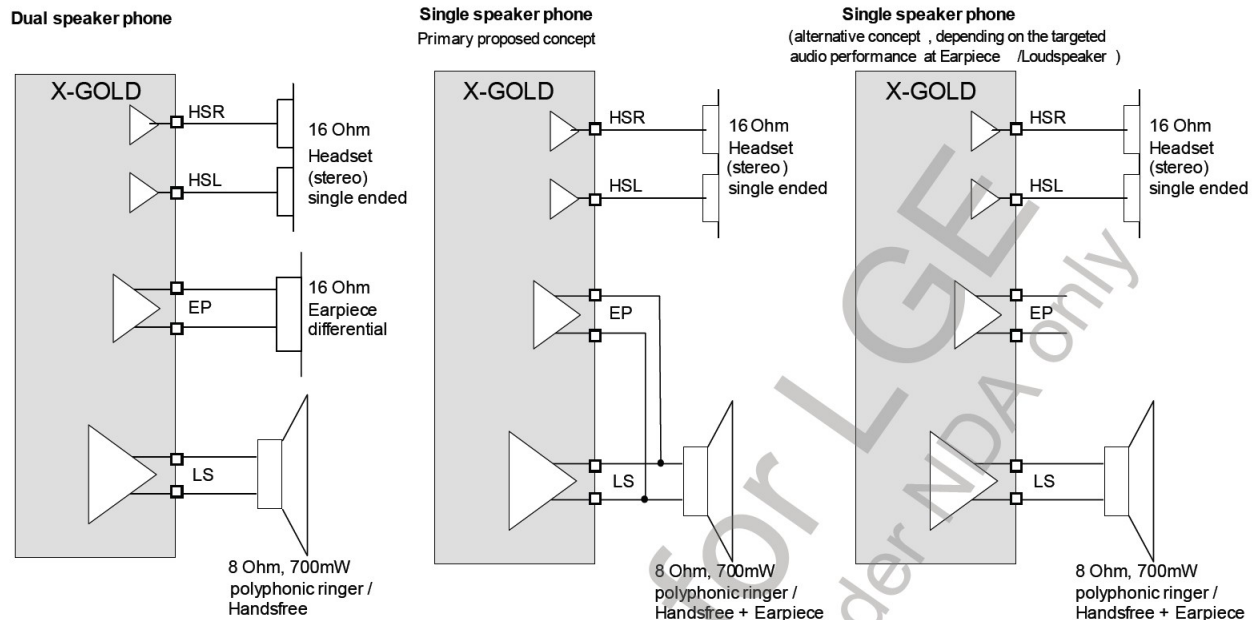 Dual speaker phone
X-GOLD
HSR
HSL
16 Ohm
Headset
(stereo)
single ended
EP
16 Ohm
Earpiece
differential
LS
8 Ohm, 700mW
polyphonic ringer /
Handsfree
Single speaker phone
Primary proposed concept
X-GOLD
HSR
HSL
16 Ohm
Headset
(stereo )
single ended
EP
LS
8 Ohm, 700mW
polyphonic ringer /
Handsfree + Earpiece
Single speaker phone
(alternative concept , depending on the targeted
audio performance at Earpiece /Loudspeaker )
X-GOLD
HSR
HSL
16 Ohm
Headset
(stereo )
single ended
EP
LS
8 Ohm, 700mW
polyphonic ringer /
Handsfree + Earpiece
for LGE
NDA only